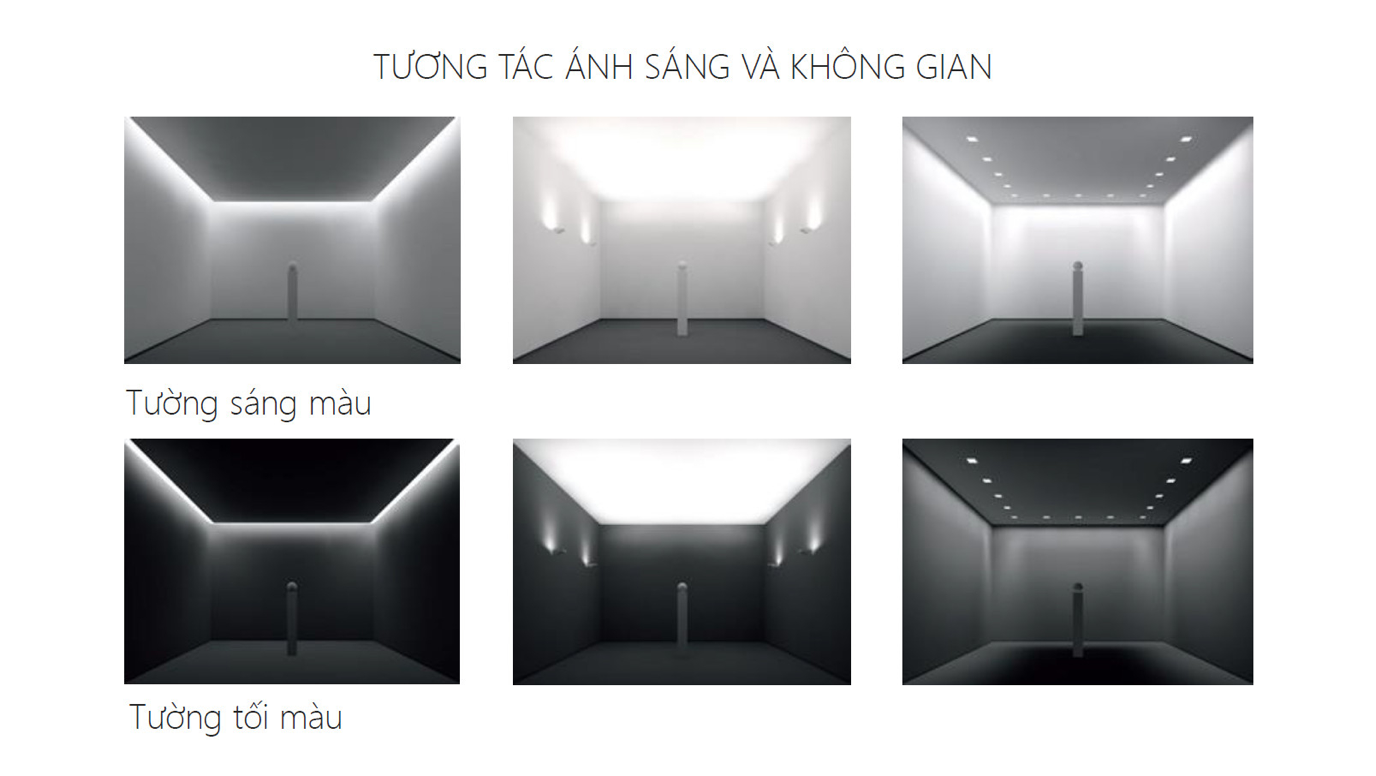 TƯƠNG TÁC ÁNH SÁNG VÀ KHÔNG GIAN
Tường sáng màu
Tường tối màu